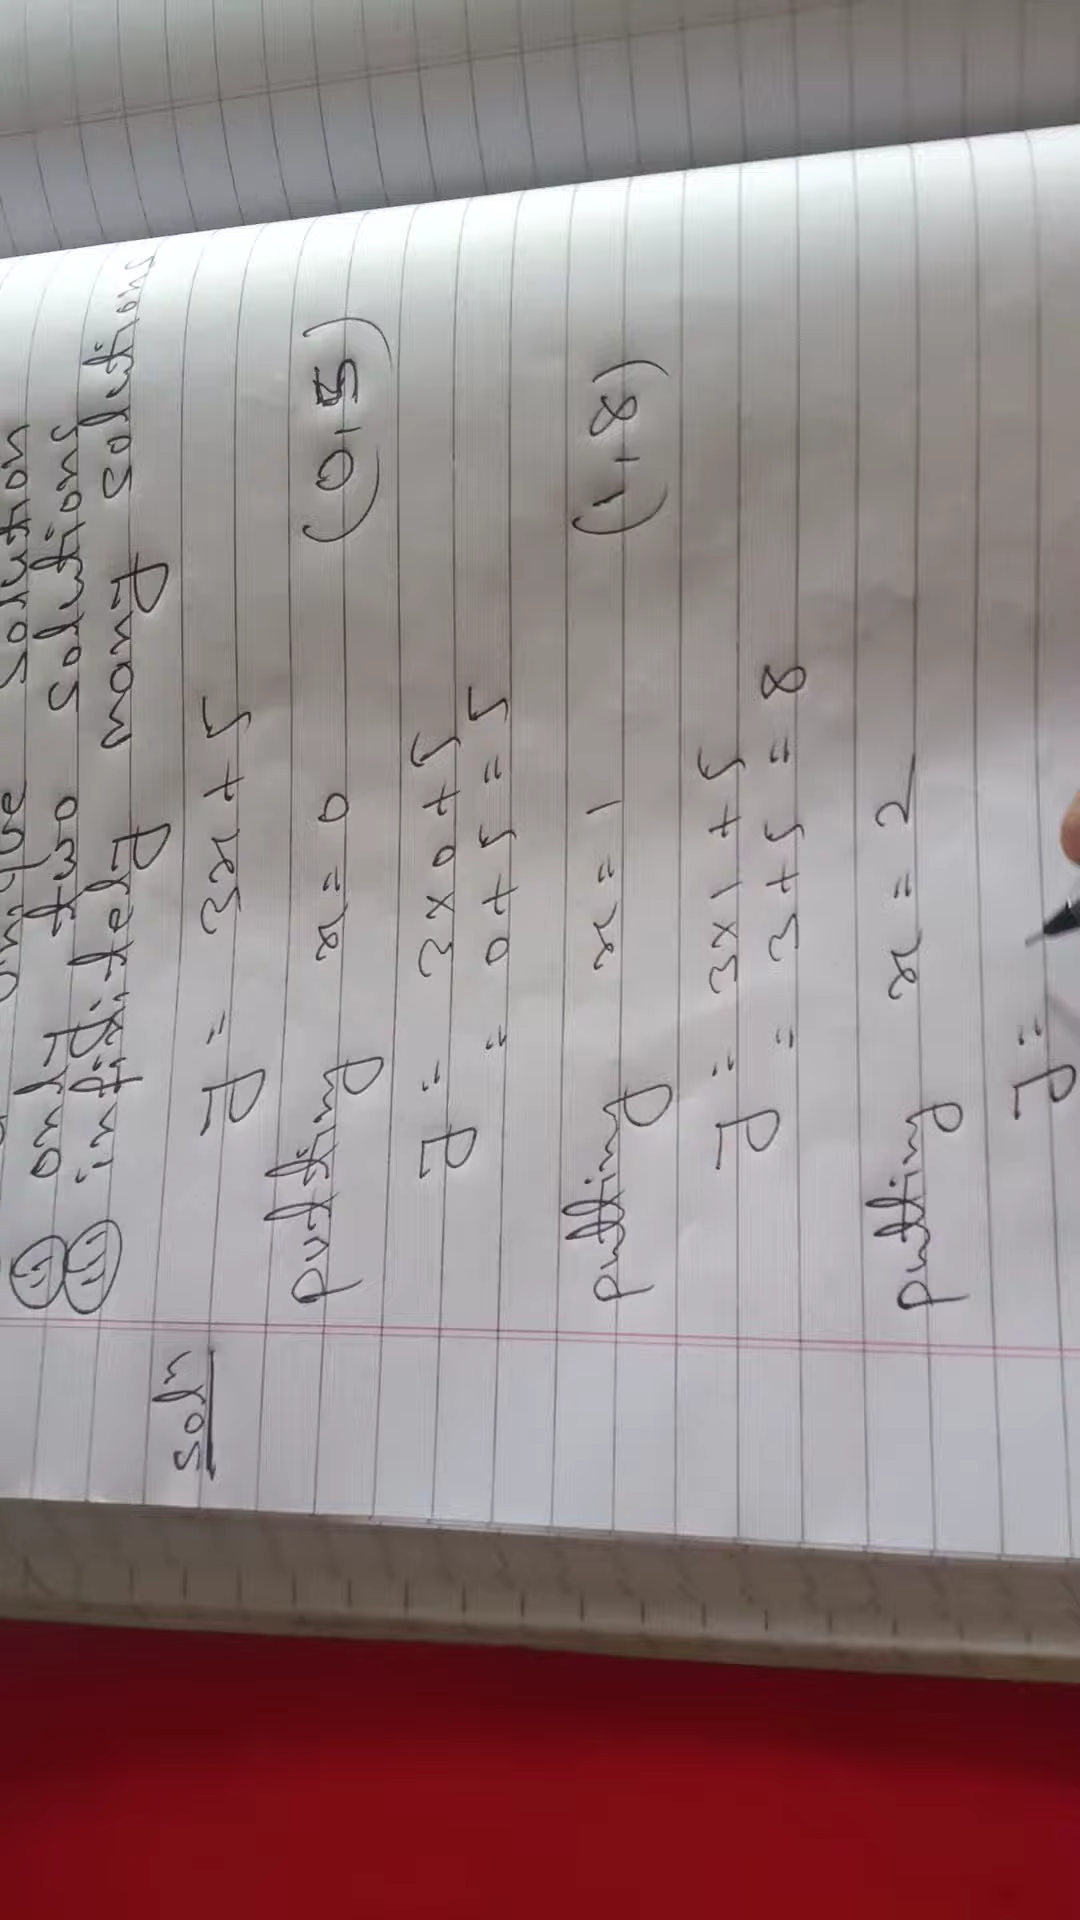 solution
(ii) only two solutions
(iii) infinitely many solutions
Soln y = 3x + 5
putting x = 0 (0,5)
y = 3 x 0 + 5
= 0 + 5 = 5
putting x = 1 (1,8)
y = 3 x 1 + 5
= 3 + 5 = 8
putting x = 2
y =